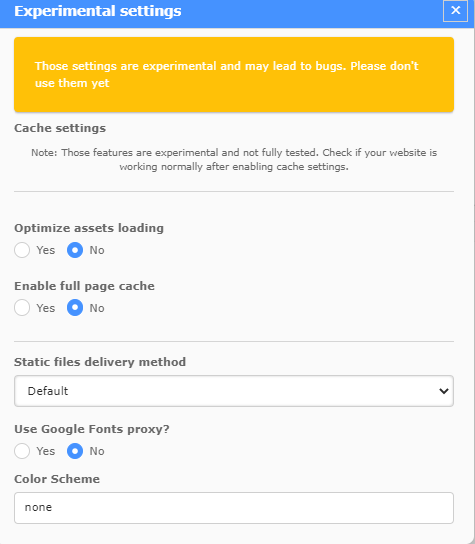 Experimental settings
Those settings are experimental and may lead to bugs. Please don't
use them yet
Cache settings
Note: Those features are experimental and not fully tested. Check if your website is
working normally after enabling cache settings.
Optimize assets loading
Yes No
Enable full page cache
Yes No
Static files delivery method
Default
Use Google Fonts proxy?
Yes No
Color Scheme
none